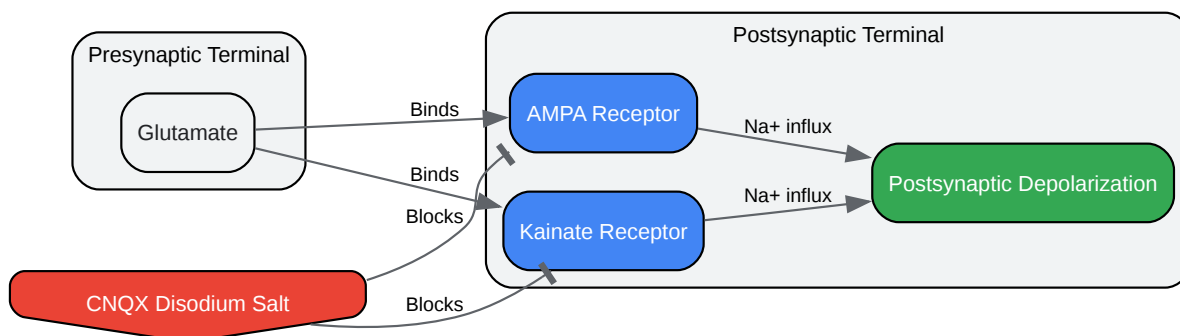 Presynaptic Terminal
Glutamate
Postsynaptic Terminal
Binds
AMPA Receptor
Na+ influx
Binds
Postsynaptic Depolarization
Na+ influx
Blocks
Kainate Receptor
CNQX Disodium Salt
Blocks